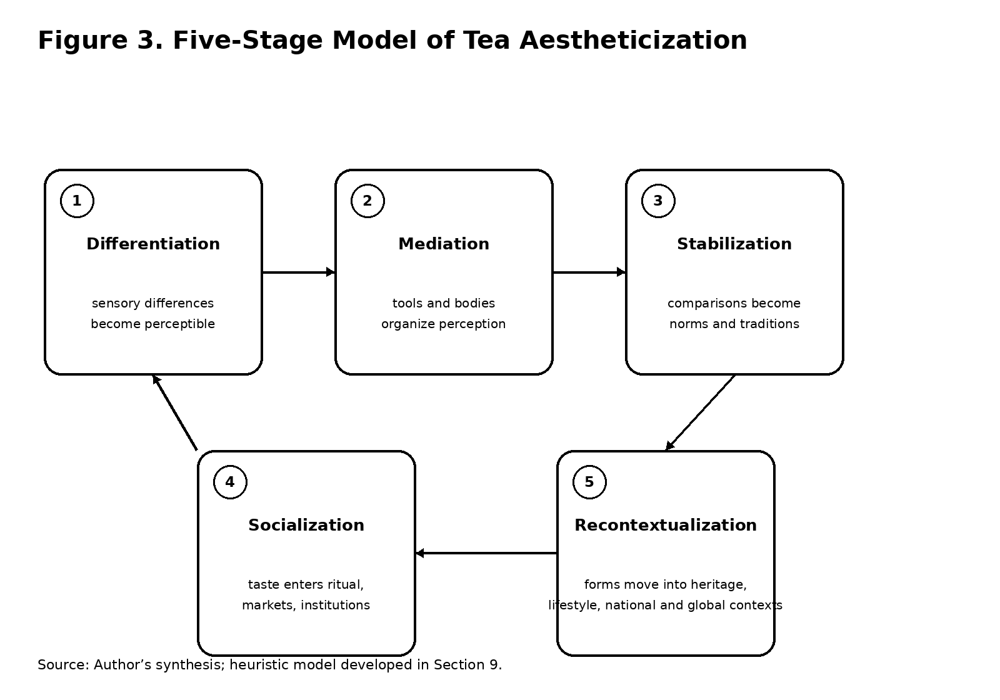 Figure 3. Five-Stage Model of Tea Aestheticization
1
Differentiation
sensory differences
become perceptible
2
Mediation
tools and bodies
organize perception
3
Stabilization
comparisons become
norms and traditions
4
Socialization
taste enters ritual,
markets, institutions
5
Recontextualization
forms move into heritage,
lifestyle, national and global contexts
Source: Author’s synthesis; heuristic model developed in Section 9.